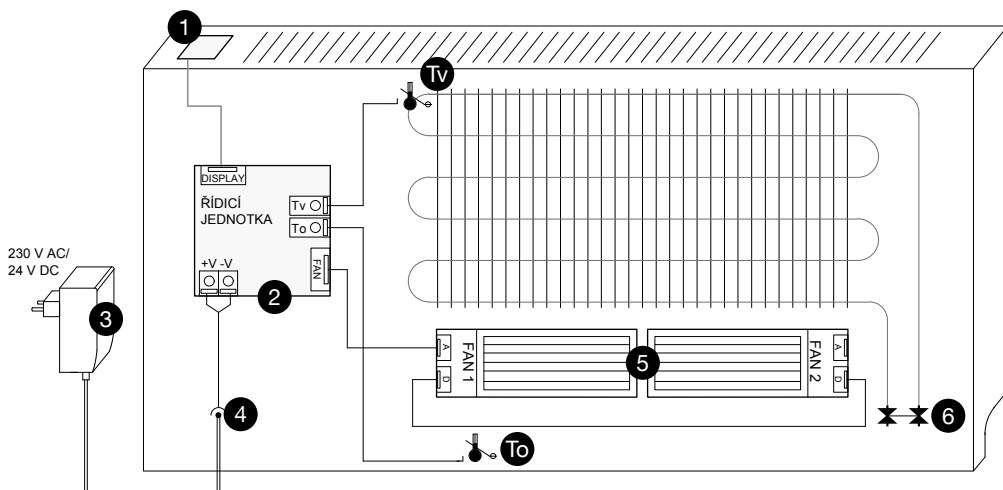 1
Tv
DISPLAY
ŘÍDICÍ
JEDNOTKA
Tv
To
FAN
+V -V
2
230 V AC/
24 V DC
3
4
A
D
FAN 1
5
FAN 2
A
D
6
To